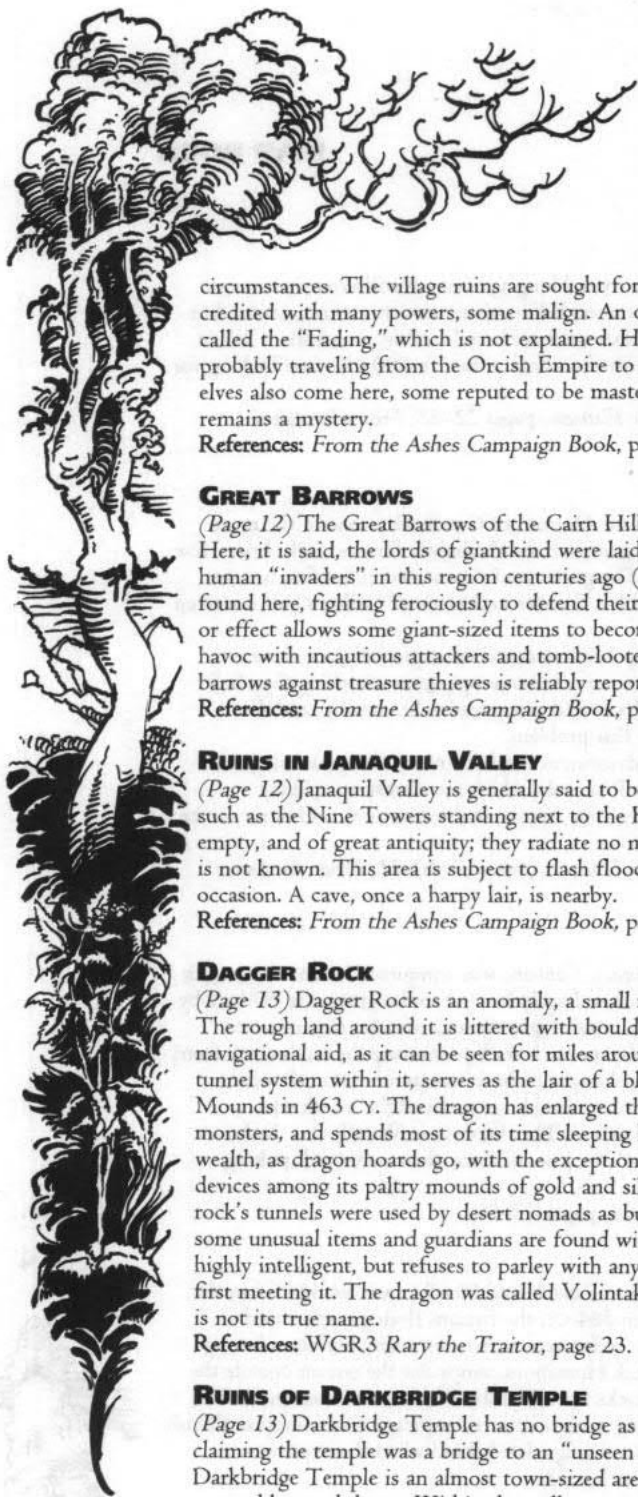 circumstances. The village ruins are sought for
credited with many powers, some malign. An
called the “Fading,” which is not explained. H
probably traveling from the Orcish Empire to
elves also come here, some reputed to be maste
remains a mystery.
References: From the Ashes Campaign Book, p
GREAT BARROWS
(Page 12) The Great Barrows of the Cairn Hill
Here, it is said, the lords of giantkind were laid
human “invaders” in this region centuries ago (
found here, fighting ferociously to defend their
or effect allows some giant-sized items to becor
havoc with incautious attackers and tomb-loote
barrows against treasure thieves is reliably repor
References: From the Ashes Campaign Book, p
RUINS IN JANAQUIL VALLEY
(Page 12) Janaquil Valley is generally said to b
such as the Nine Towers standing next to the
empty, and of great antiquity; they radiate no m
is not known. This area is subject to flash flood
occasion. A cave, once a harpy lair, is nearby.
References: From the Ashes Campaign Book, p
DAGGER ROCK
(Page 13) Dagger Rock is an anomaly, a small
The rough land around it is littered with bould
navigational aid, as it can be seen for miles arou
tunnel system within it, serves as the lair of a bl
Mounds in 463 CY. The dragon has enlarged th
monsters, and spends most of its time sleeping
wealth, as dragon hoards go, with the exception
devices among its paltry mounds of gold and sil
rock’s tunnels were used by desert nomads as bu
some unusual items and guardians are found wi
highly intelligent, but refuses to parley with any
first meeting it. The dragon was called Volintak
is not its true name.
References: WGR3 Rary the Traitor, page 23.
RUINS OF DARKBRIDGE TEMPLE
(Page 13) Darkbridge Temple has no bridge as
claiming the temple was a bridge to an “unseen
Darkbridge Temple is an almost town-sized are